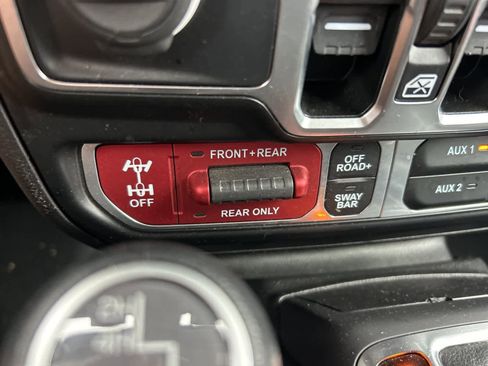 FRONT+REAR
OFF
REAR ONLY
OFF
ROAD+
SWAY
BAR
AUX 1
AUX 2